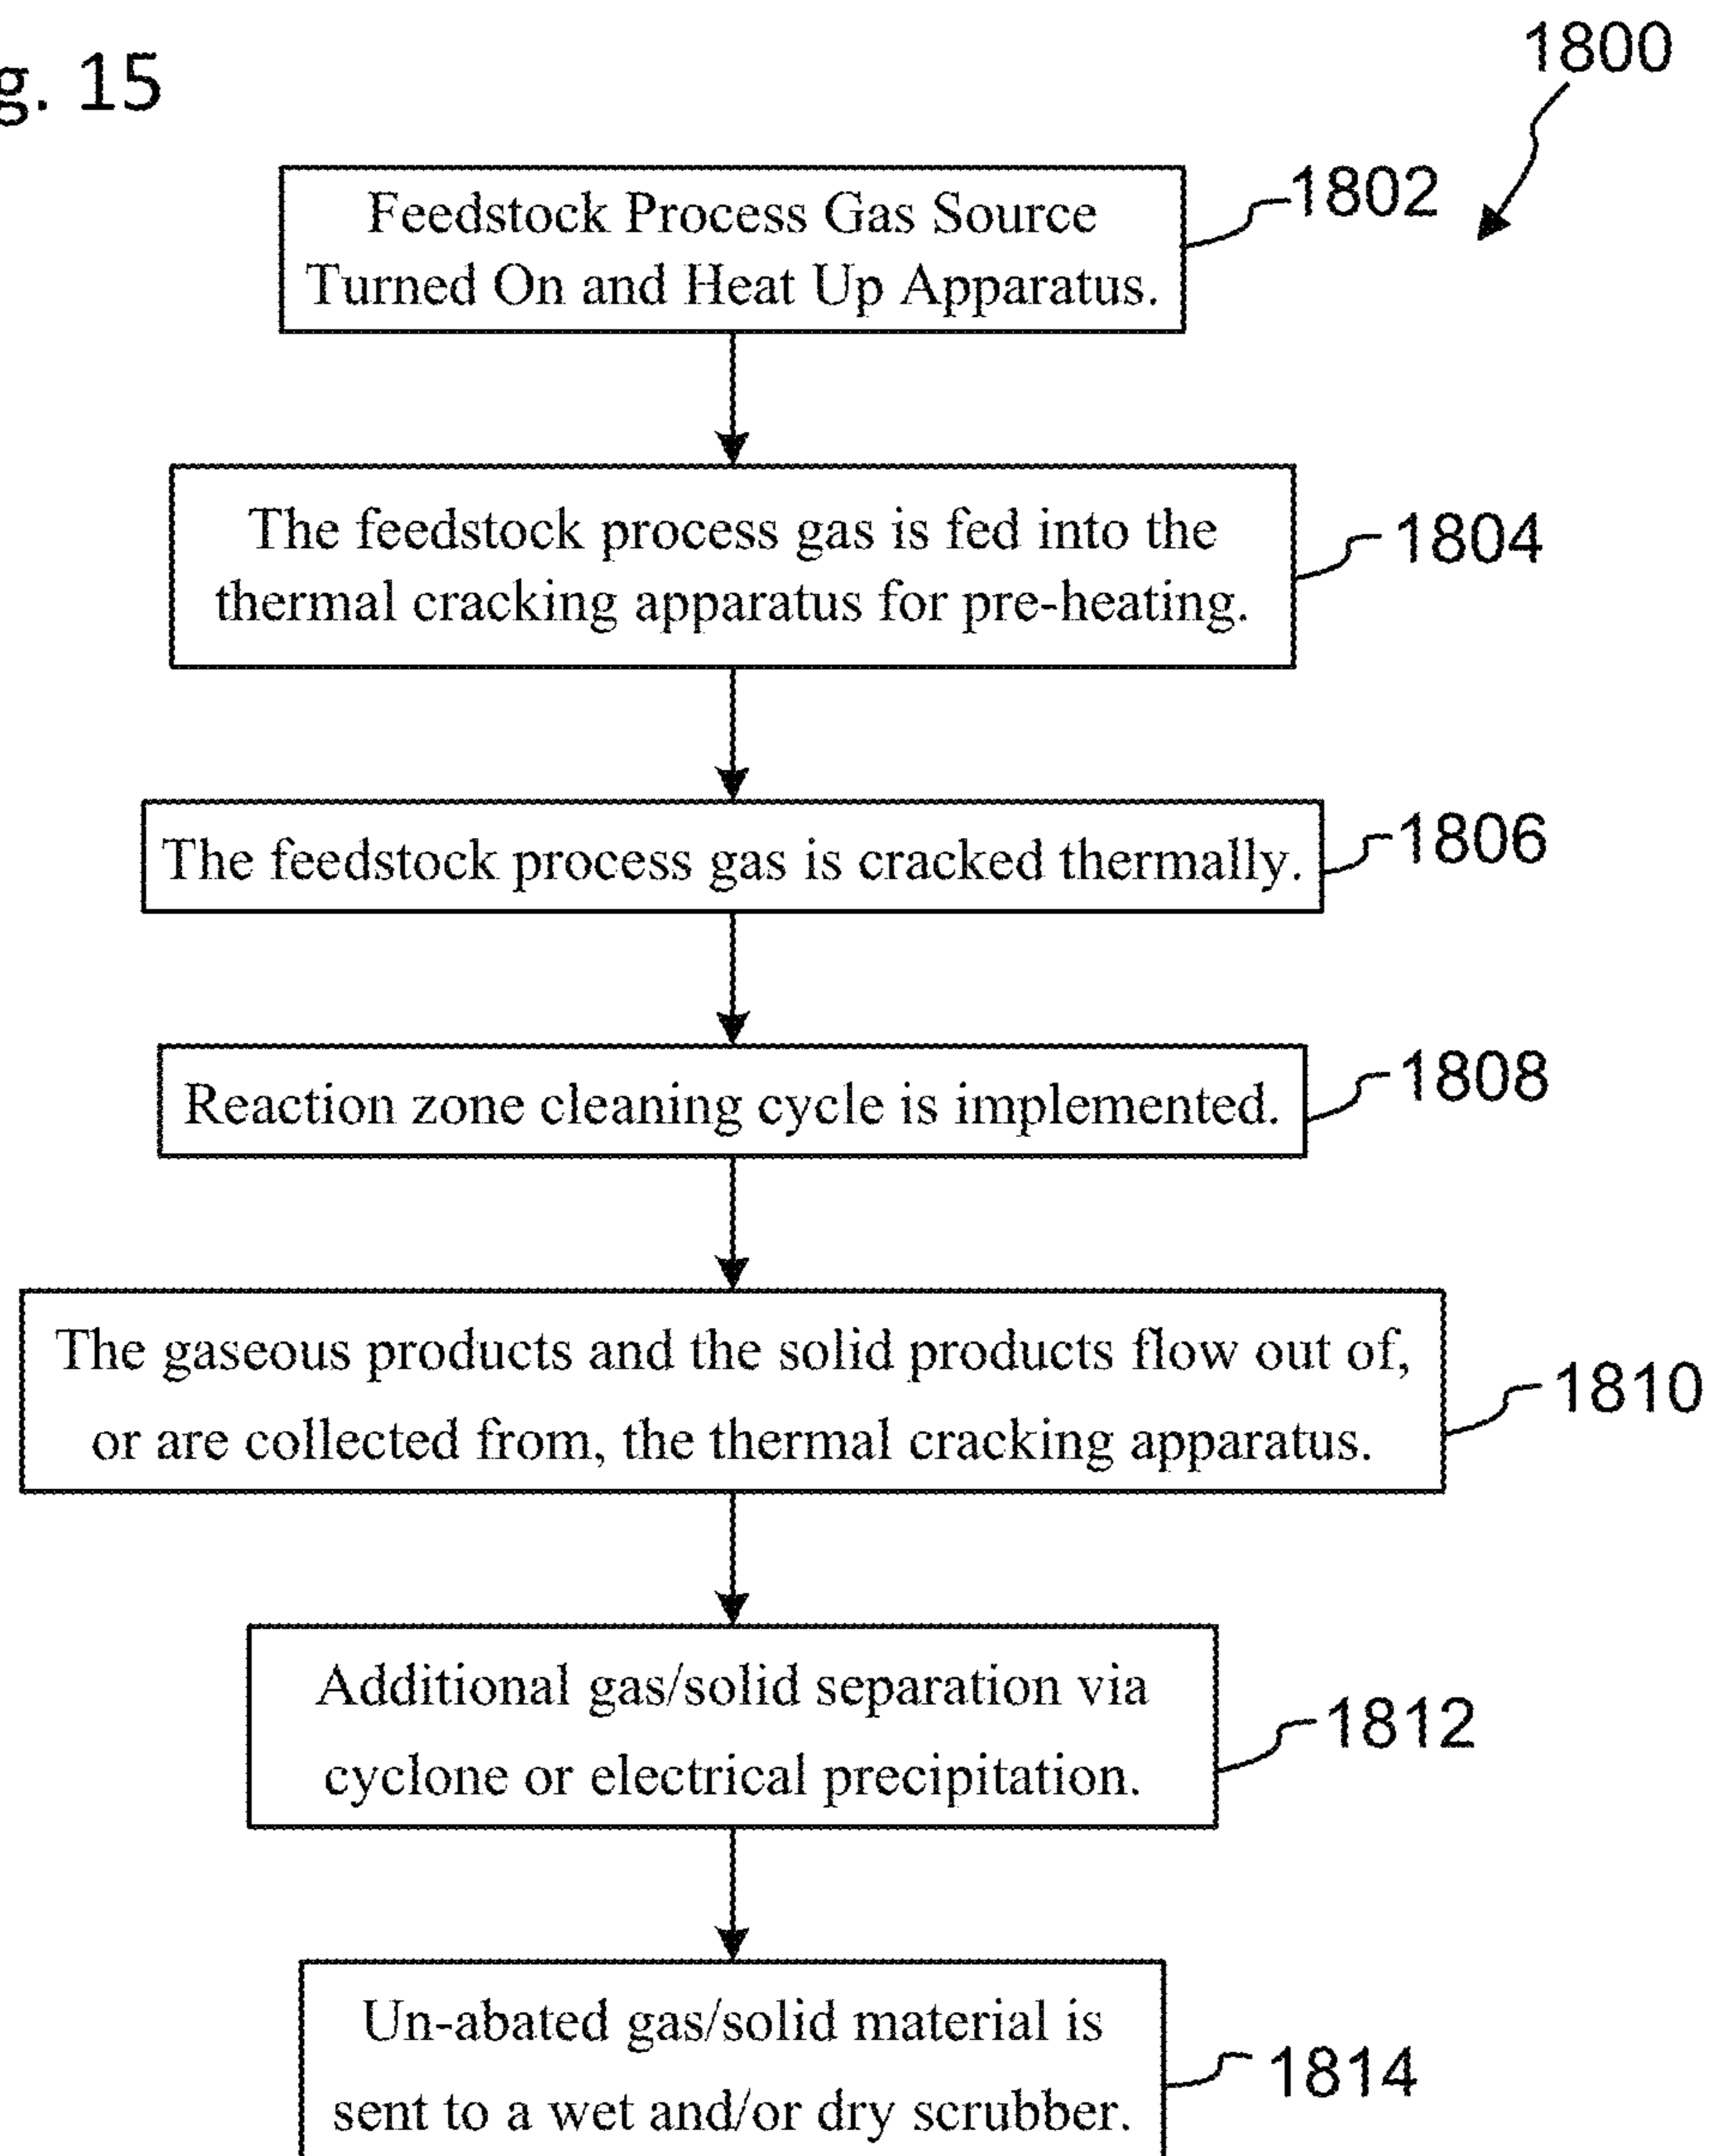 g. 15
1800
Feedstock Process Gas Source
Turned On and Heat Up Apparatus.
1802
The feedstock process gas is fed into the
thermal cracking apparatus for pre-heating.
1804
The feedstock process gas is cracked thermally.
1806
Reaction zone cleaning cycle is implemented.
1808
The gaseous products and the solid products flow out of,
or are collected from, the thermal cracking apparatus.
1810
Additional gas/solid separation via
cyclone or electrical precipitation.
1812
Un-abated gas/solid material is
sent to a wet and/or dry scrubber.
1814